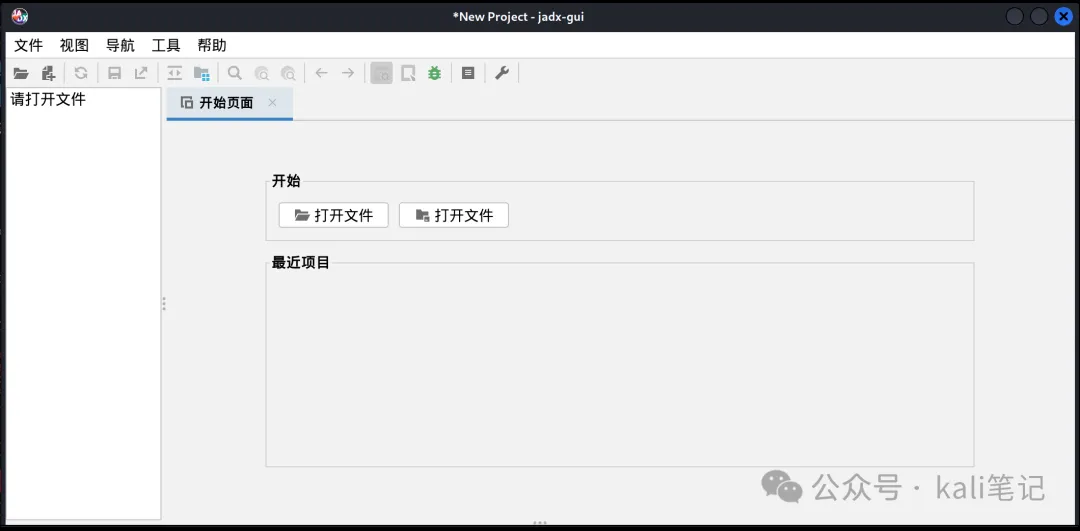 *New Project - jadx-gui
文件 视图 导航 工具 帮助
请打开文件
开始页面
开始
打开文件 打开文件
最近项目
公众号 · kali笔记